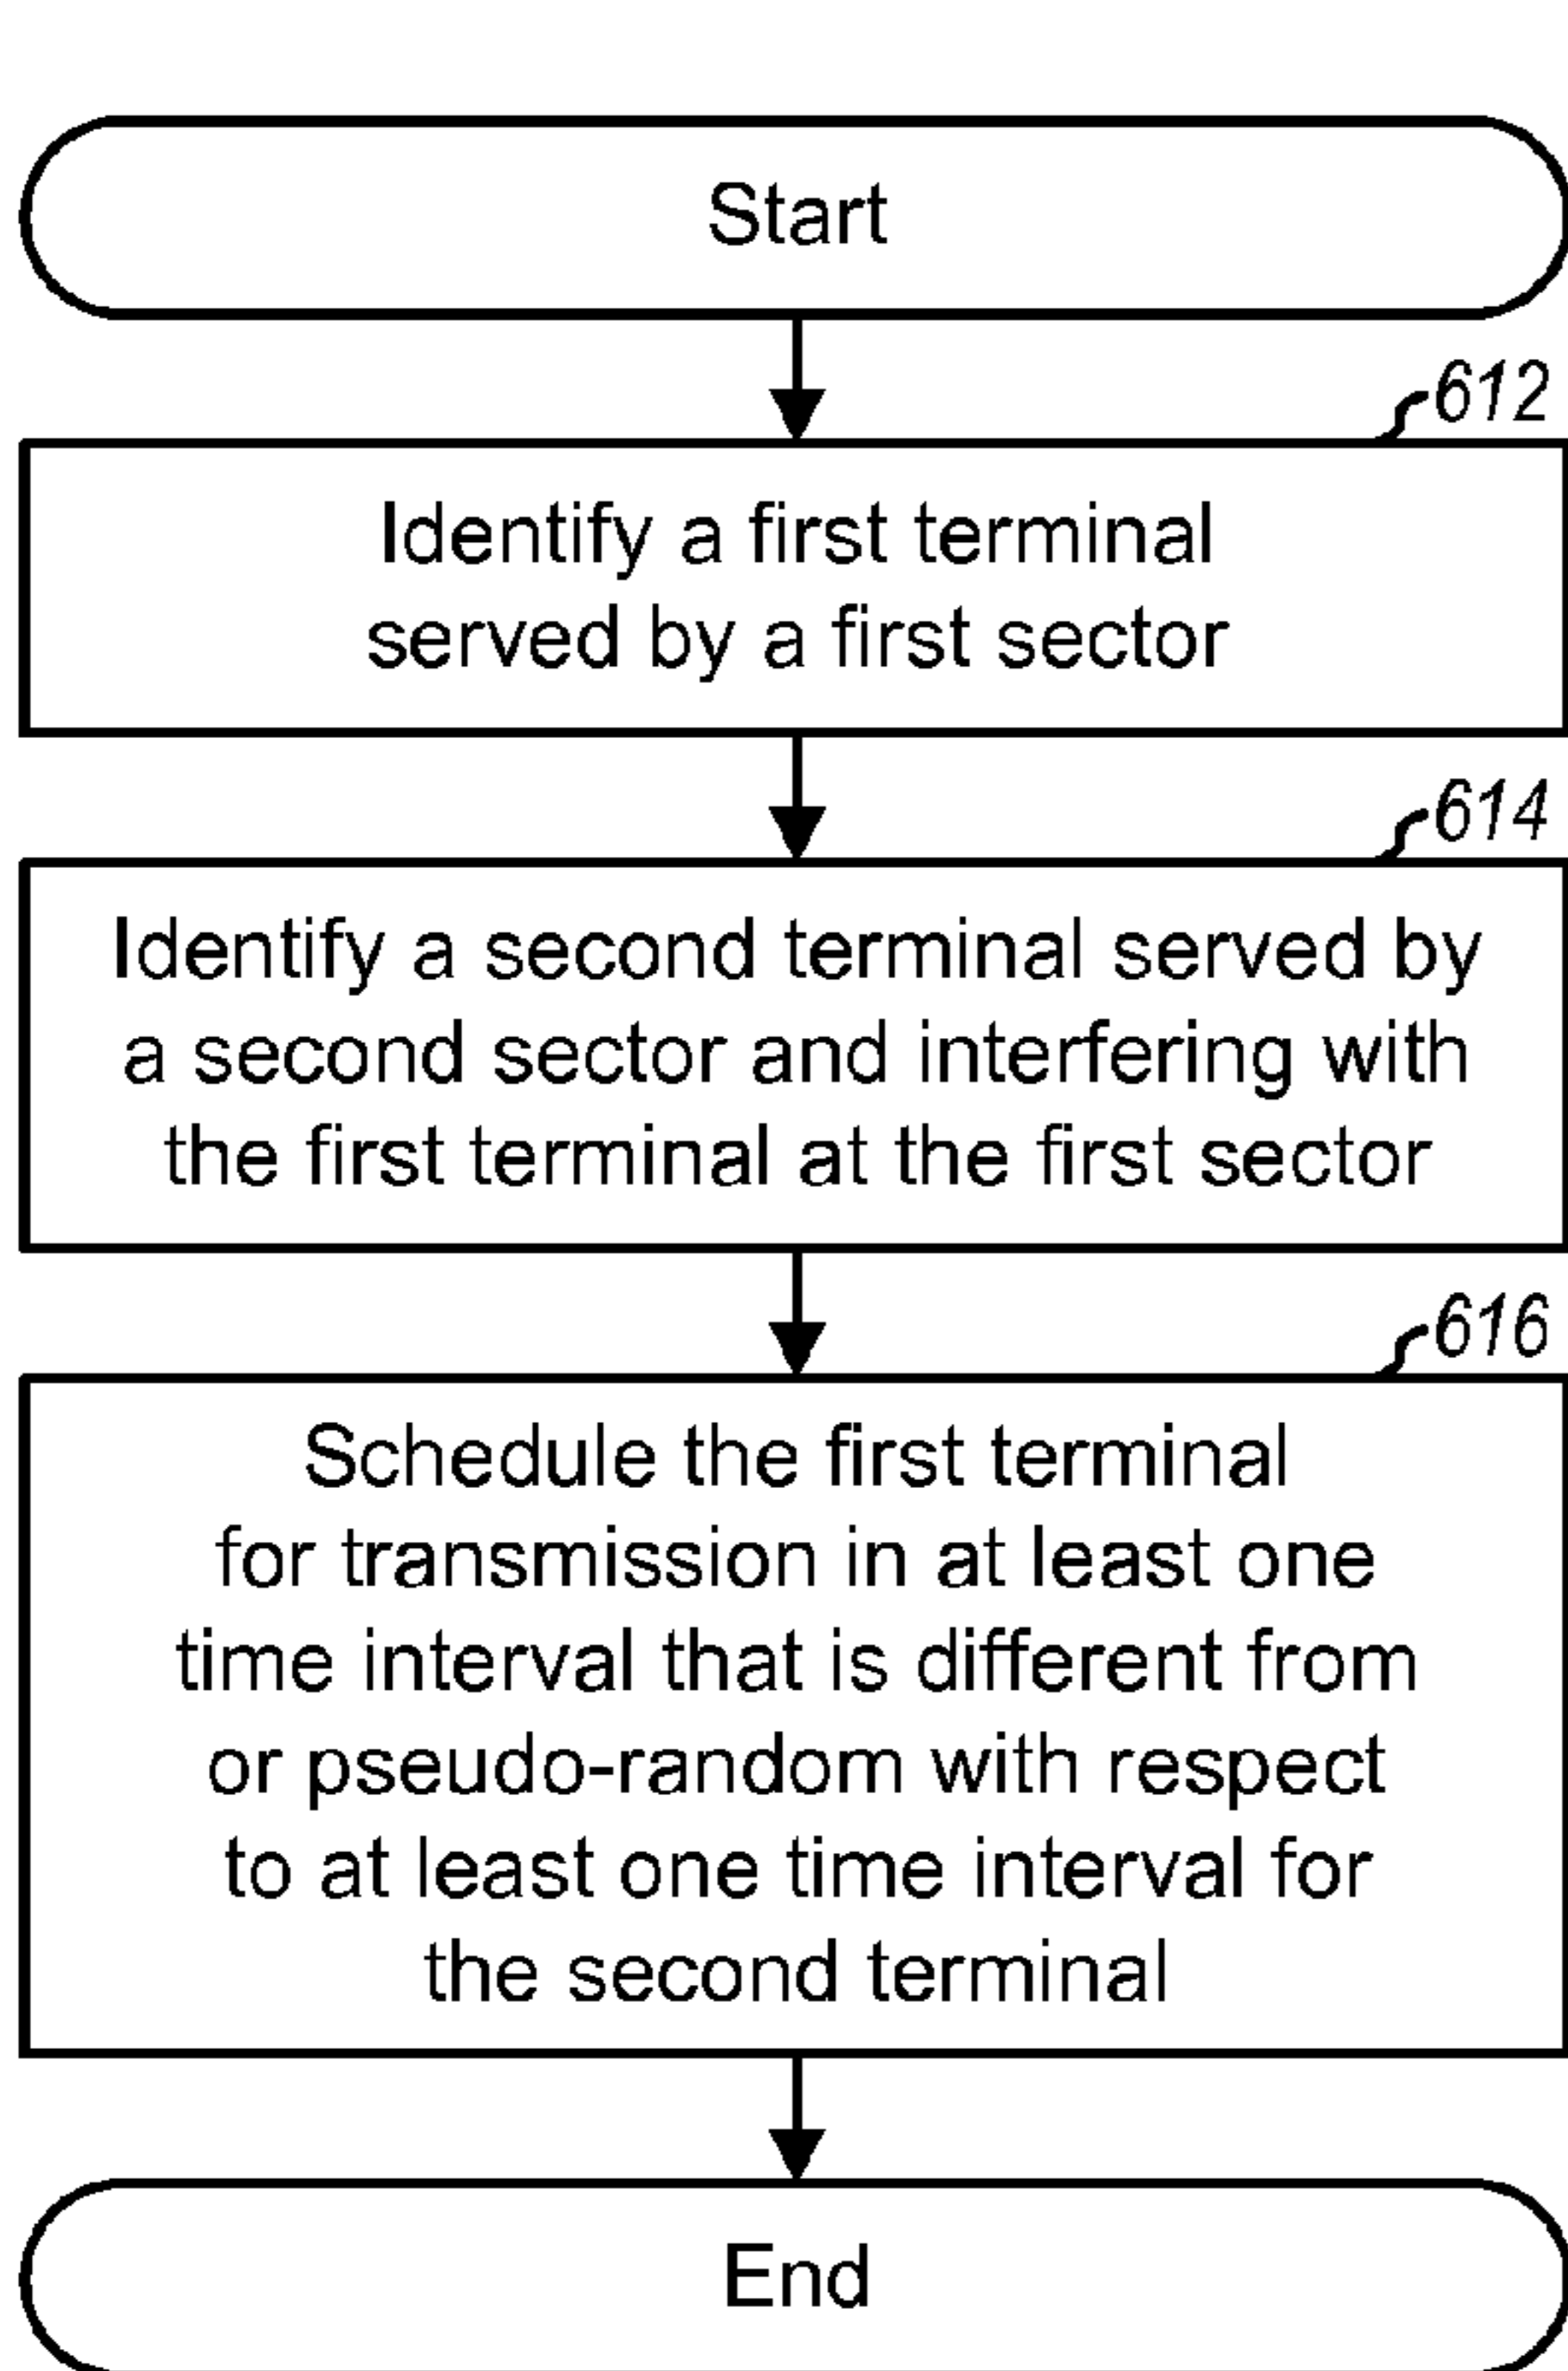 Start
612
Identify a first terminal
served by a first sector
614
Identify a second terminal served by
a second sector and interfering with
the first terminal at the first sector
616
Schedule the first terminal
for transmission in at least one
time interval that is different from
or pseudo-random with respect
to at least one time interval for
the second terminal
End